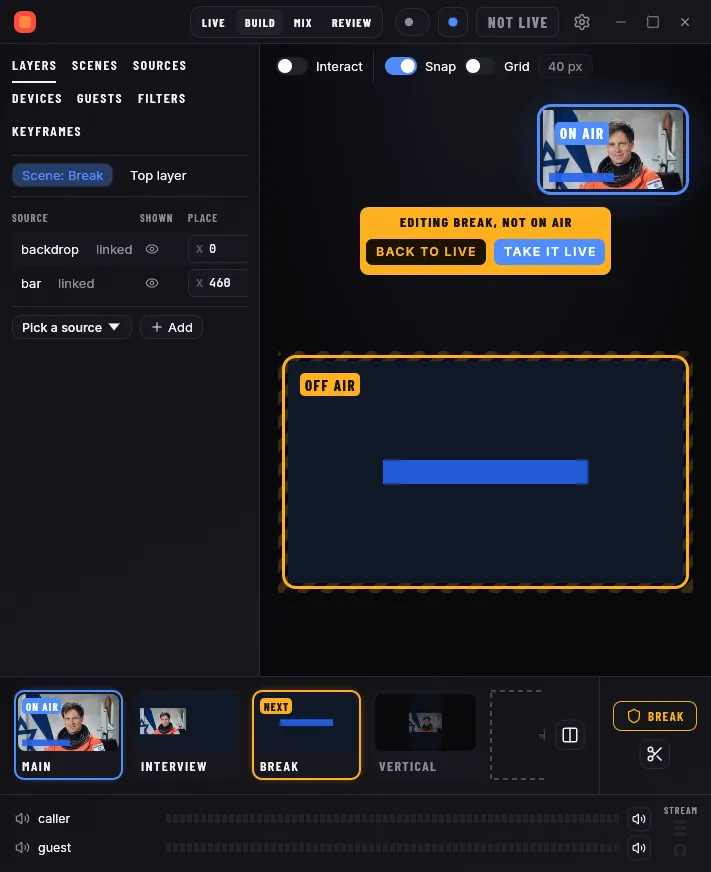 LIVE BUILD MIX REVIEW NOT LIVE
LAYERS SCENES SOURCES
DEVICES GUESTS FILTERS
KEYFRAMES
Scene: Break Top layer
SOURCE SHOWN PLACE
backdrop linked X 0
bar linked X 460
Pick a source + Add
Interact Snap Grid 40 px
ON AIR
EDITING BREAK, NOT ON AIR
BACK TO LIVE TAKE IT LIVE
OFF AIR
ON AIR NEXT
MAIN INTERVIEW BREAK VERTICAL
BREAK
caller
guest
STREAM